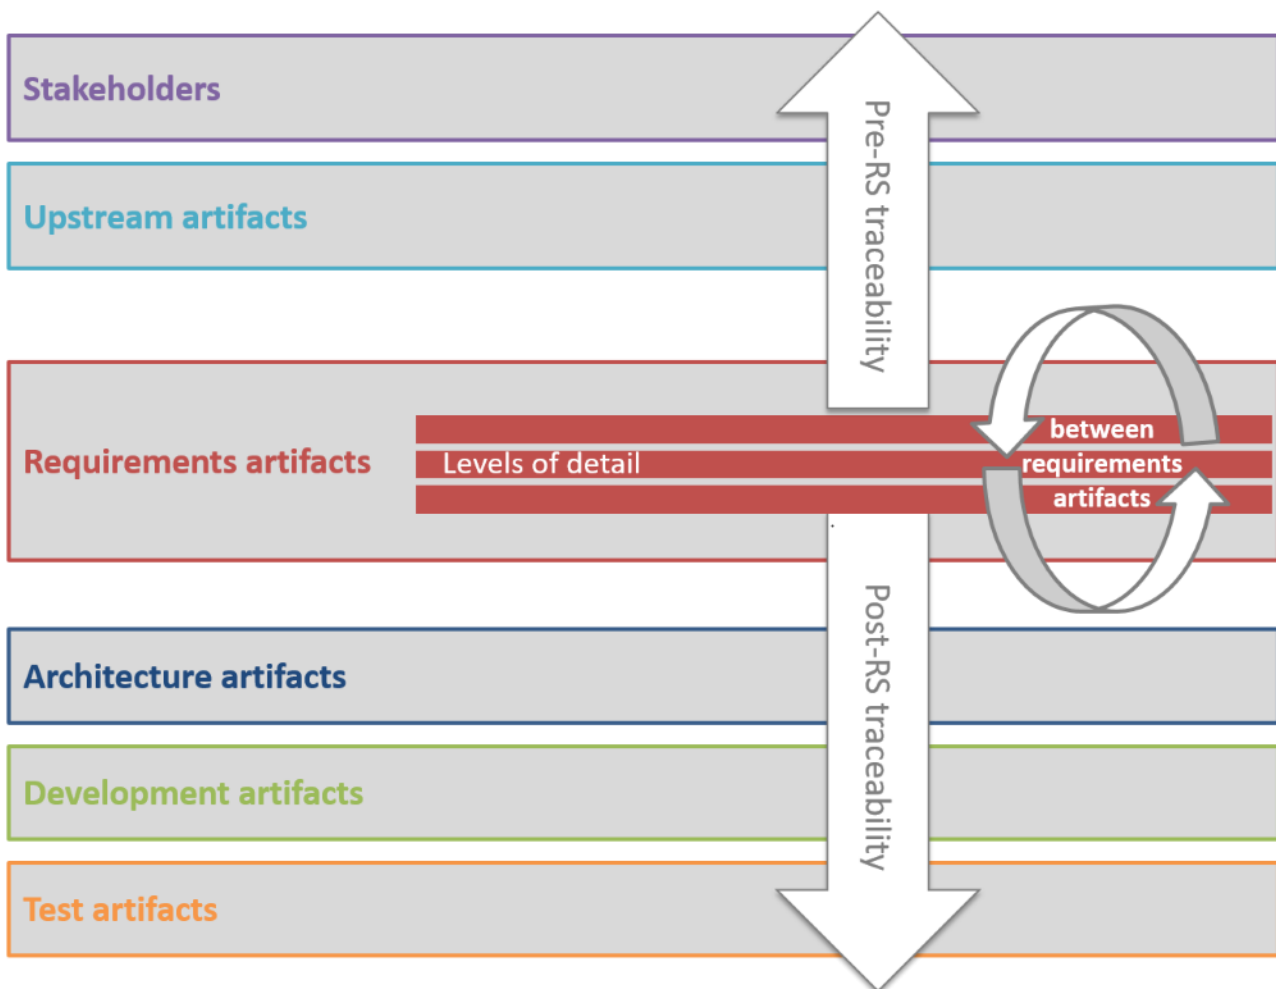 Stakeholders
Pre-RS traceability
Upstream artifacts
Requirements artifacts
Levels of detail
between
requirements
artifacts
Post-RS traceability
Architecture artifacts
Development artifacts
Test artifacts